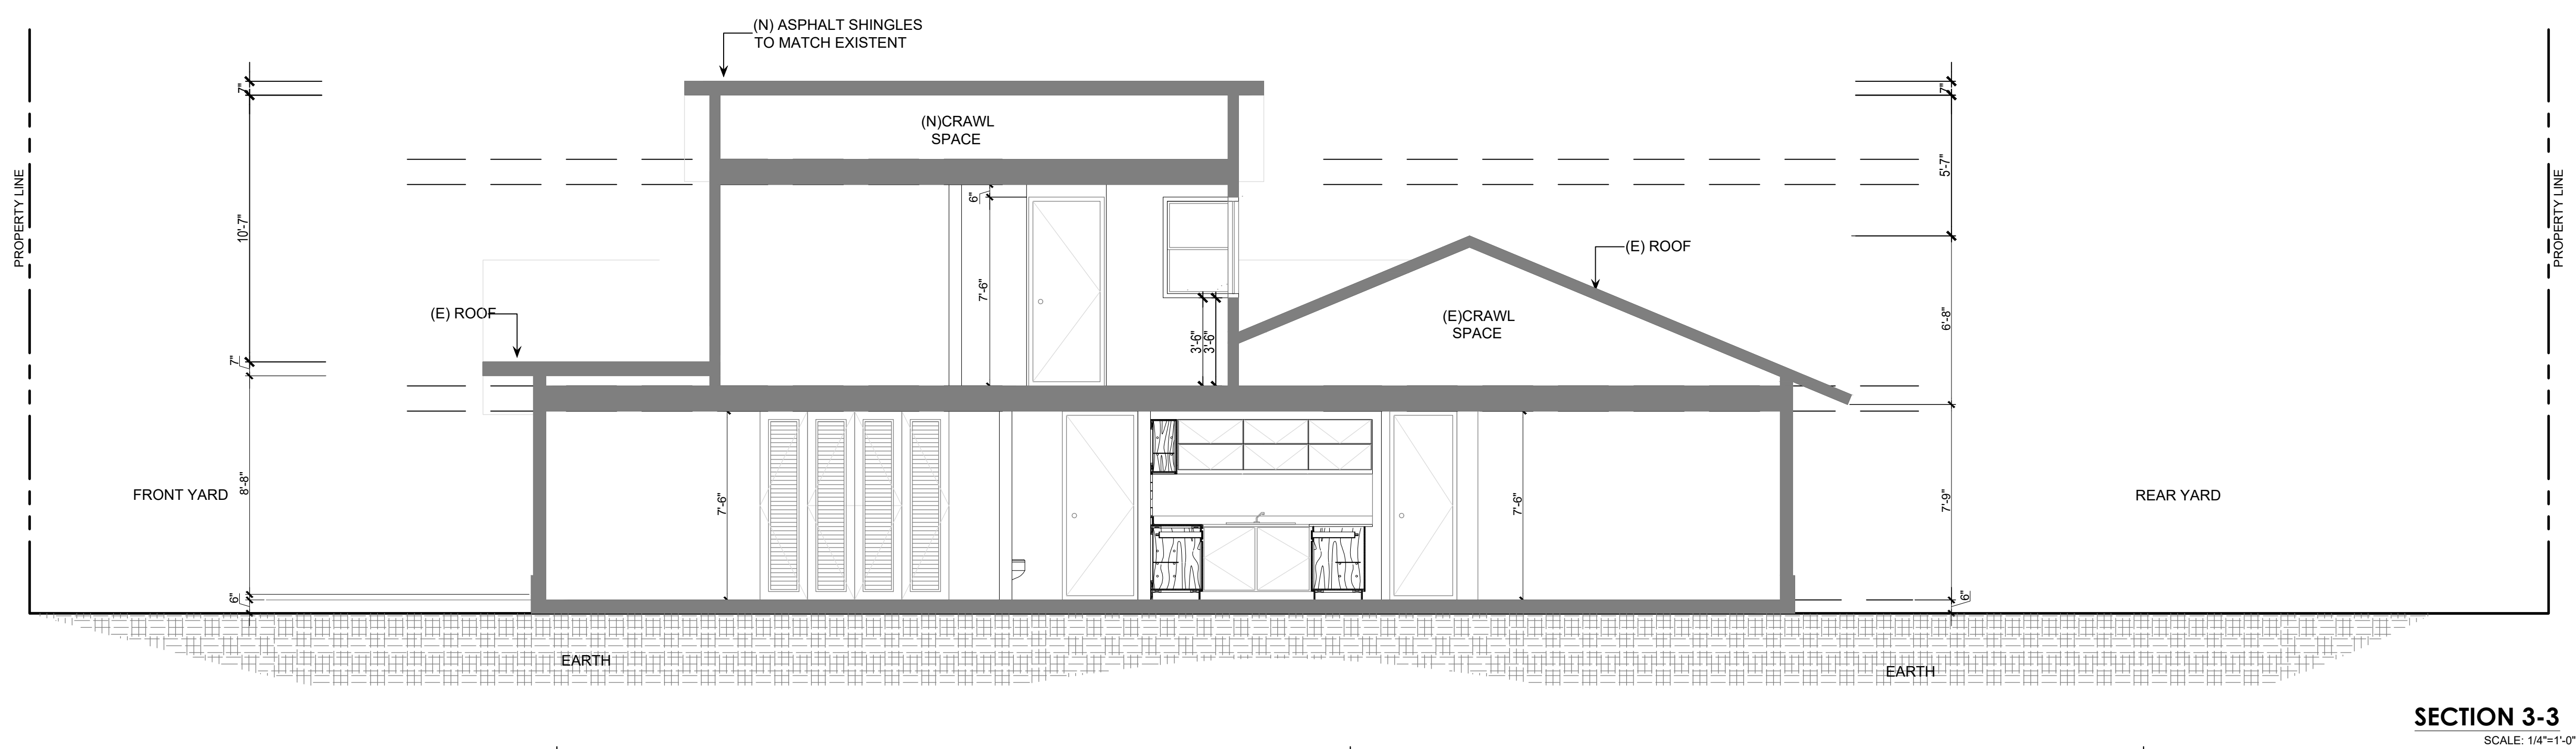 (N) ASPHALT SHINGLES
TO MATCH EXISTENT
7"
7"
(N)CRAWL
SPACE
PROPERTY LINE
PROPERTY LINE
5'-7"
6"
10'-7"
(E) ROOF
7'-6"
(E) ROOF
(E)CRAWL
SPACE
3'-6"
3'-6"
6'-8"
7"
FRONT YARD
8'-8"
7'-6"
7'-6"
7'-9"
REAR YARD
6"
6"
EARTH
EARTH
SECTION 3-3
SCALE: 1/4"=1'-0"